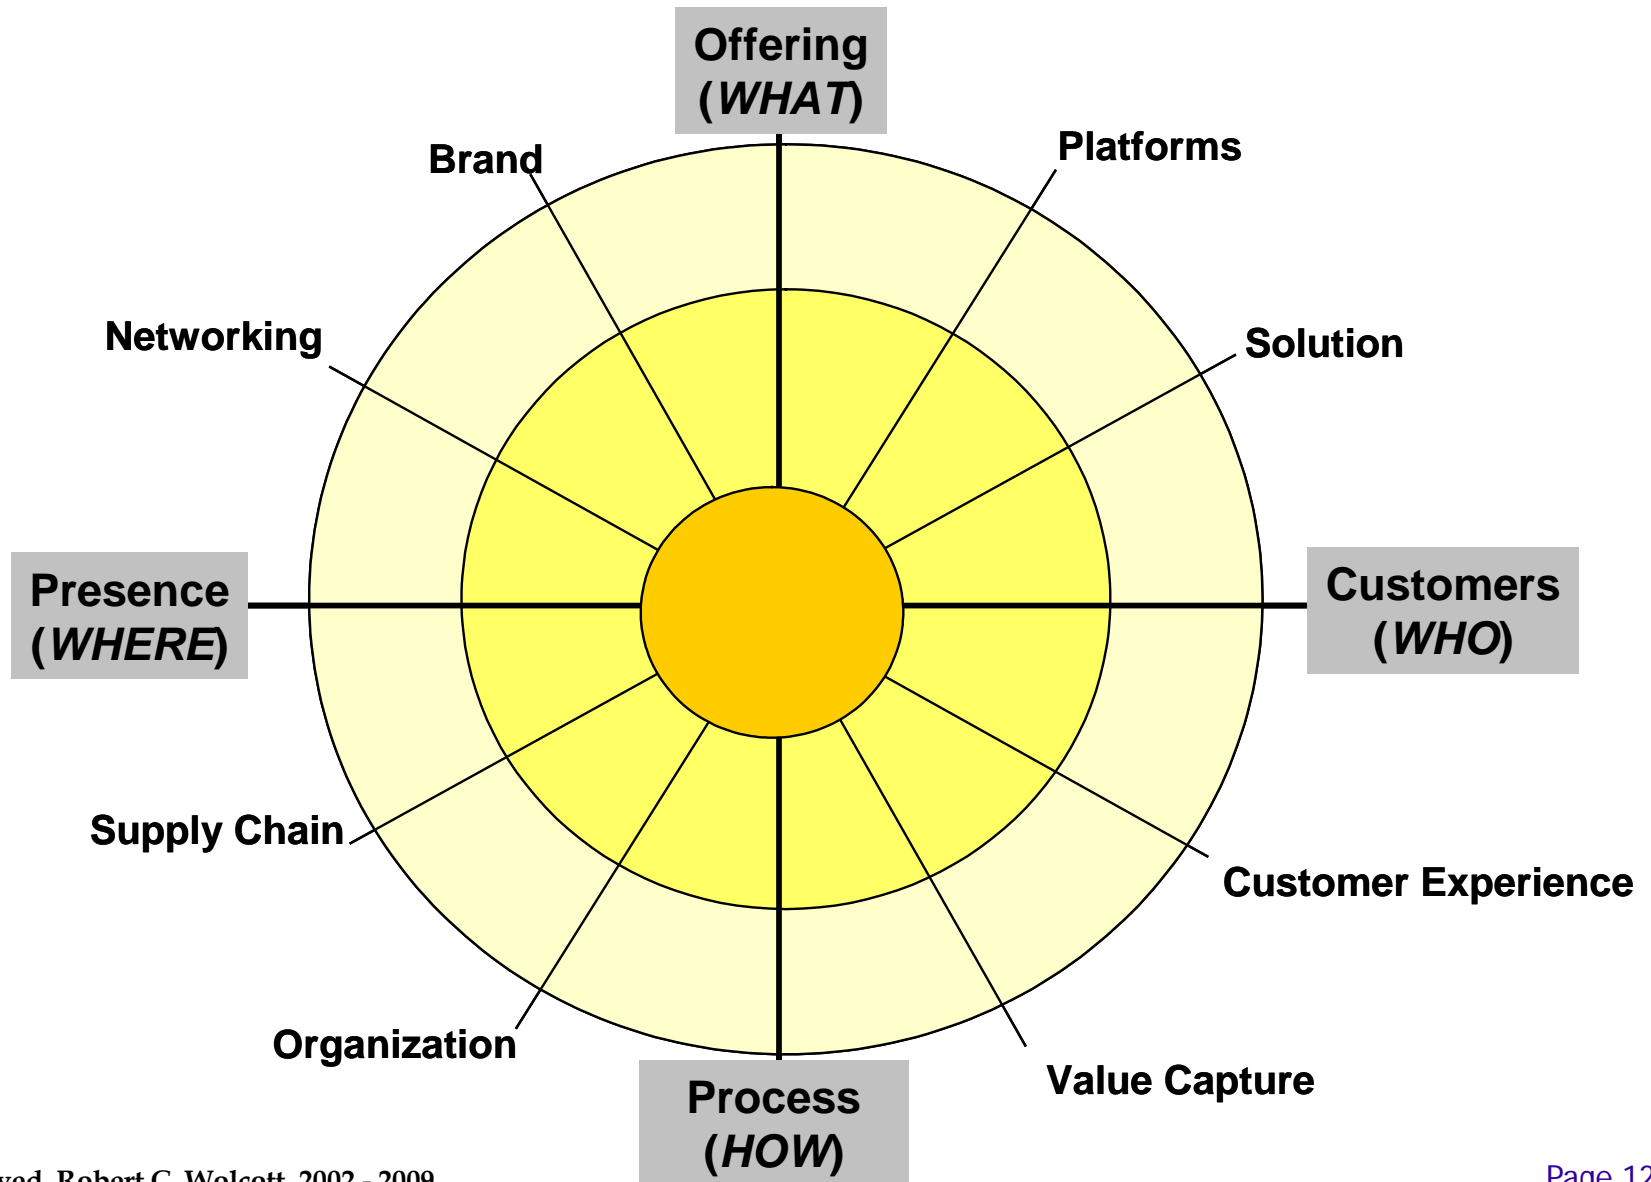 Offering
(WHAT)
Brand
Platforms
Networking
Solution
Presence
(WHERE)
Customers
(WHO)
Supply Chain
Customer Experience
Organization
Value Capture
Process
(HOW)
Robert C. Wolcott, 2002 - 2009
Page 12